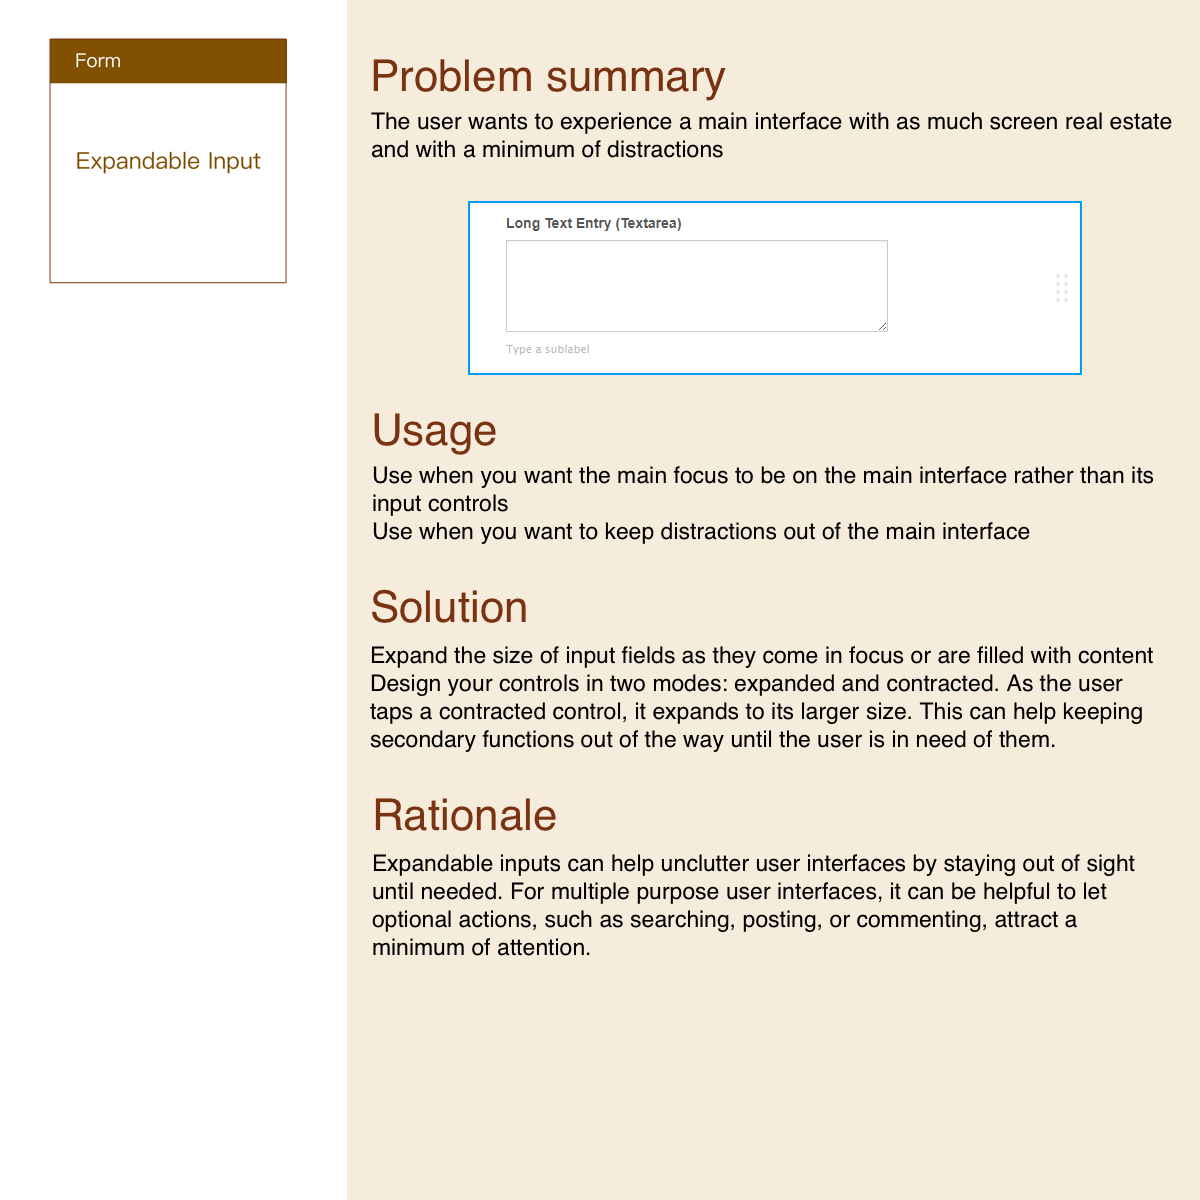 Form
Expandable Input
Problem summary
The user wants to experience a main interface with as much screen real estate
and with a minimum of distractions
Long Text Entry (Textarea)
Type a sublabel
Usage
Use when you want the main focus to be on the main interface rather than its
input controls
Use when you want to keep distractions out of the main interface
Solution
Expand the size of input fields as they come in focus or are filled with content
Design your controls in two modes: expanded and contracted. As the user
taps a contracted control, it expands to its larger size. This can help keeping
secondary functions out of the way until the user is in need of them.
Rationale
Expandable inputs can help unclutter user interfaces by staying out of sight
until needed. For multiple purpose user interfaces, it can be helpful to let
optional actions, such as searching, posting, or commenting, attract a
minimum of attention.